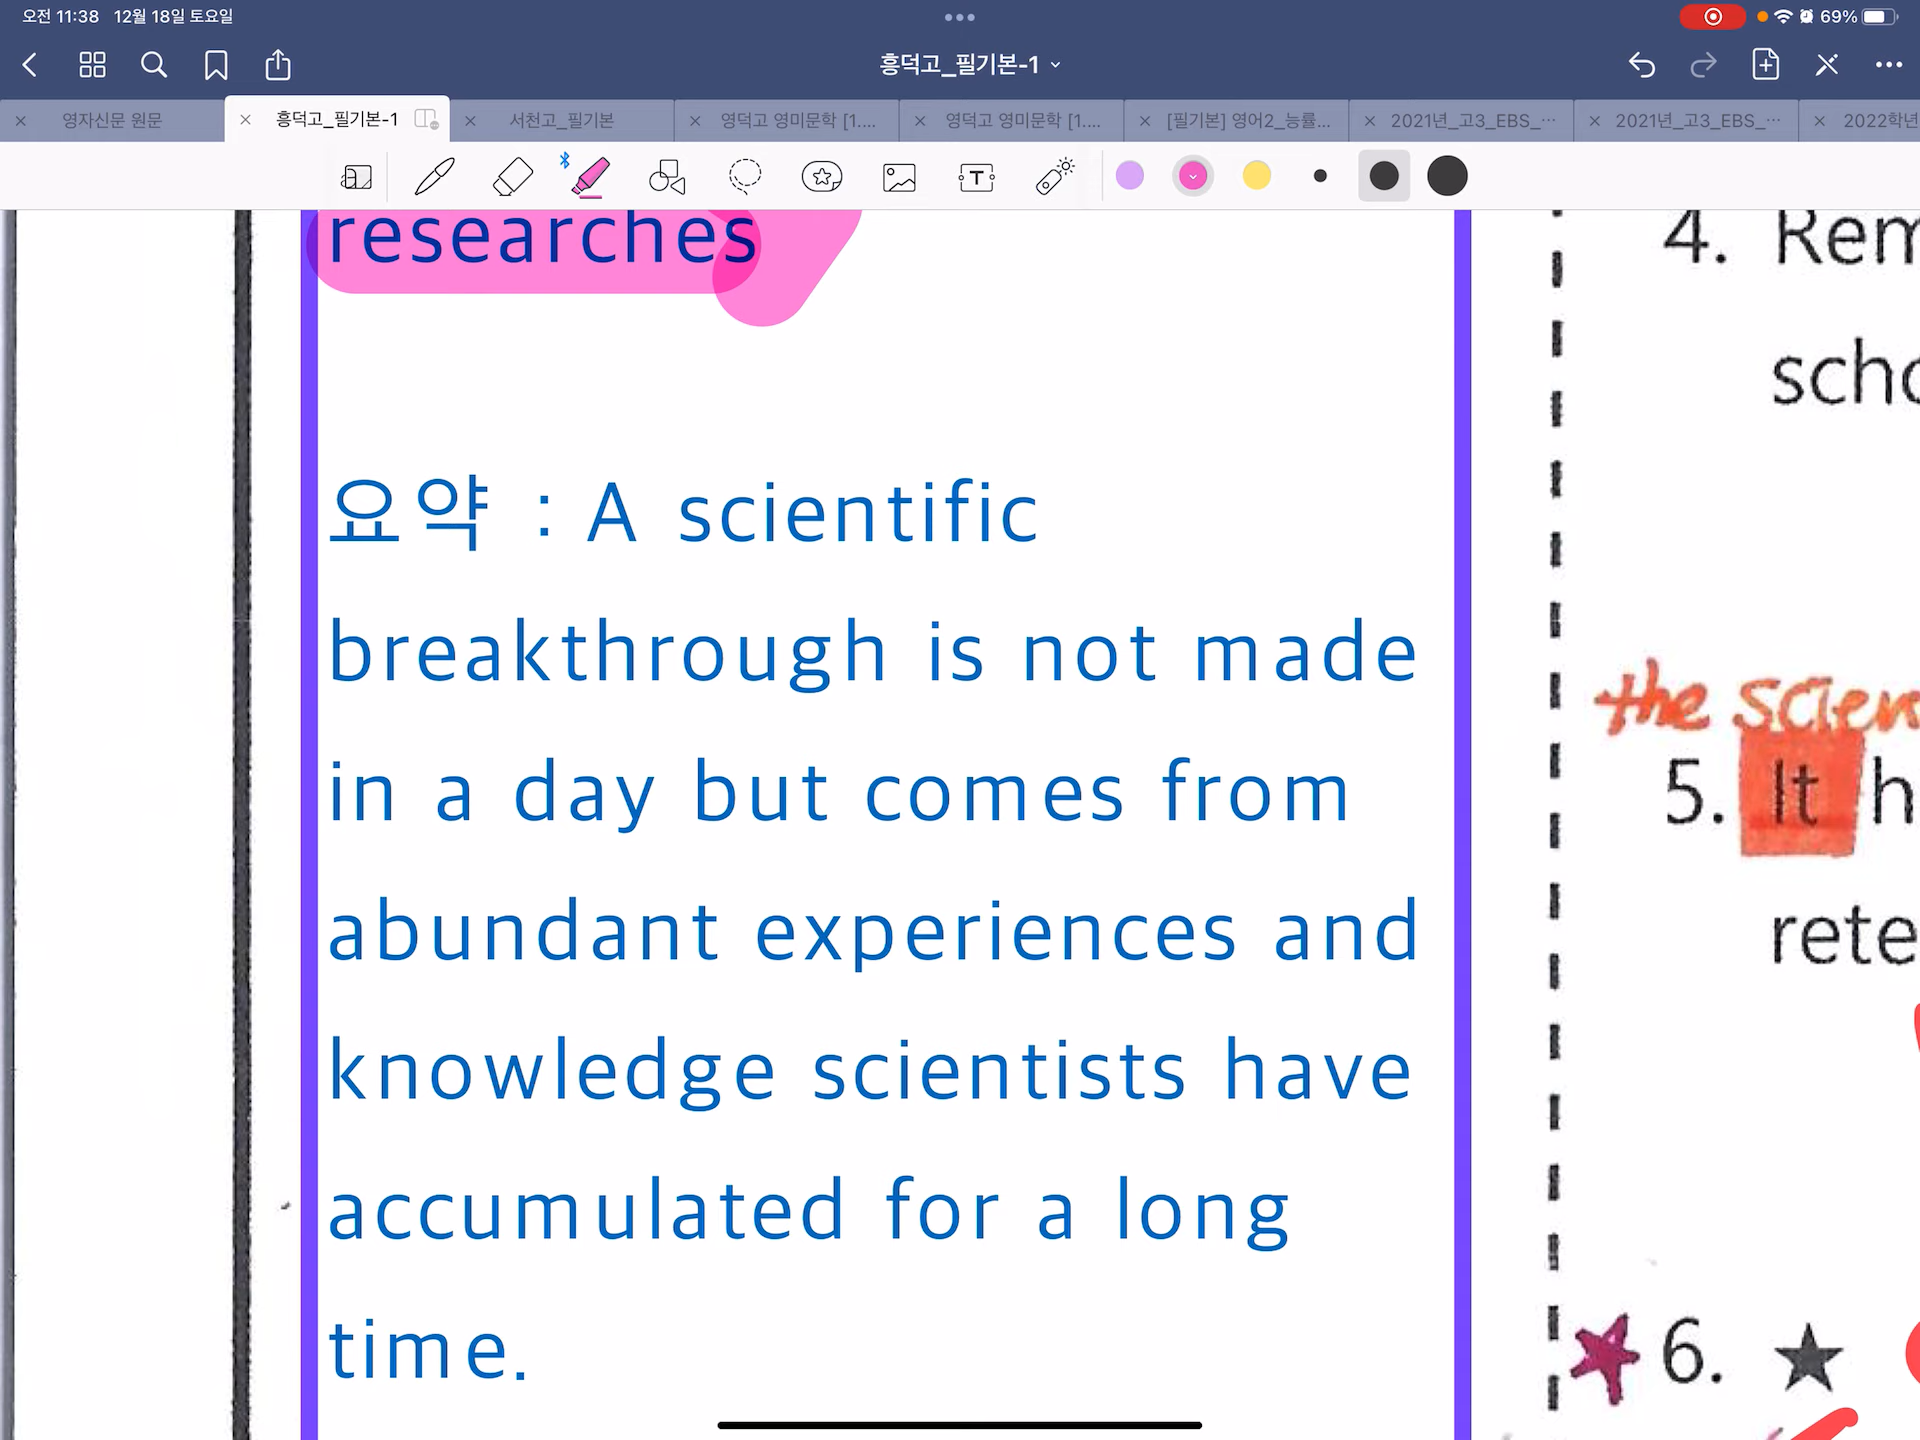 오전 11:38 12월 18일 토요일
69%
흥덕고_필기본-1
영자신문 원문
흥덕고_필기본-1
서천고_필기본
영덕고 영미문학 [1....
영덕고 영미문학 [1....
[필기본] 영어2_능률...
2021년_고3_EBS_...
2021년_고3_EBS_...
2022학년
researches
요약 : A scientific
breakthrough is not made
in a day but comes from
abundant experiences and
knowledge scientists have
accumulated for a long
time.
4. Rem
scho
the scien
5. It h
rete
6. ★